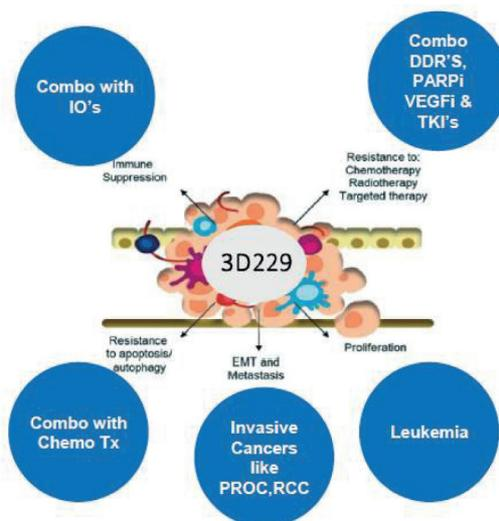 Combo with
IO's
Combo
DDR'S,
PARPi
VEGFi &
TKI's
Immune
Suppression
Resistance to:
Chemotherapy
Radiotherapy
Targeted therapy
3D229
Resistance
to apoptosis/
autophagy
EMT and
Metastasis
Proliferation
Combo with
Chemo Tx
Invasive
Cancers
like
PROC,RCC
Leukemia